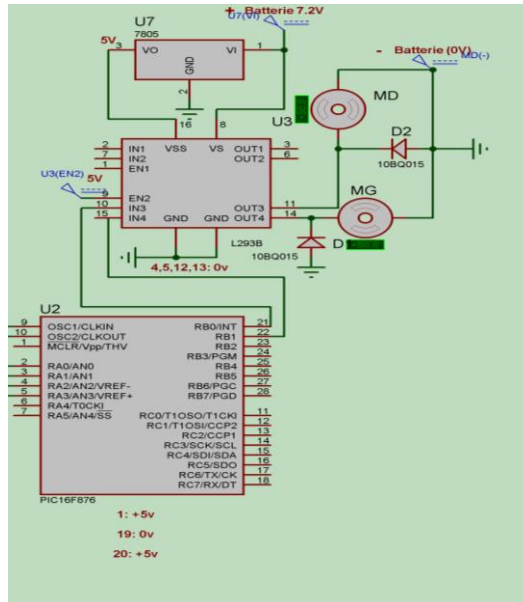 + Batterie 7.2V
U7
U7(VI)
7805
5V
3 VO VI 1
GND
2
- Batterie (0V)
MD(-)
MD
U3
16 8
VSS VS
2 IN1 OUT1 3
7 IN2 OUT2 6
1 EN1
D2
10BQ015
U3(EN2) 5V
9 EN2
10 IN3 OUT3 11
15 IN4 OUT4 14
MG
GND GND
L293B
10BQ015
4,5,12,13: 0v
U2
9 OSC1/CLKIN RB0/INT 21
10 OSC2/CLKOUT RB1 22
1 MCLR/Vpp/THV RB2 23
RB3/PGM 24
2 RA0/AN0 RB4 25
3 RA1/AN1 RB5 26
4 RA2/AN2/VREF- RB6/PGC 27
5 RA3/AN3/VREF+ RB7/PGD 28
6 RA4/T0CKI
7 RA5/AN4/SS RC0/T1OSO/T1CKI 11
RC1/T1OSI/CCP2 12
RC2/CCP1 13
RC3/SCK/SCL 14
RC4/SDI/SDA 15
RC5/SDO 16
RC6/TX/CK 17
RC7/RX/DT 18
PIC16F876
1: +5v
19: 0v
20: +5v